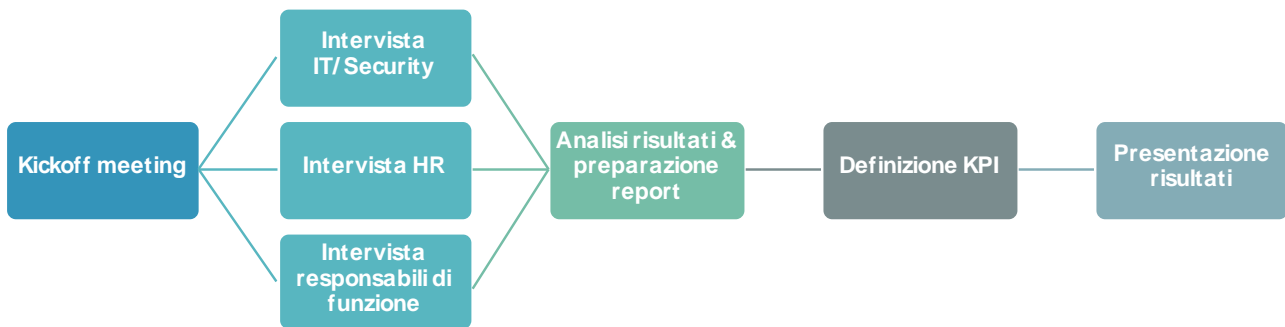 Kickoff meeting
Intervista
IT/Security
Intervista HR
Intervista
responsabili di
funzione
Analisi risultati &
preparazione
report
Definizione KPI
Presentazione
risultati